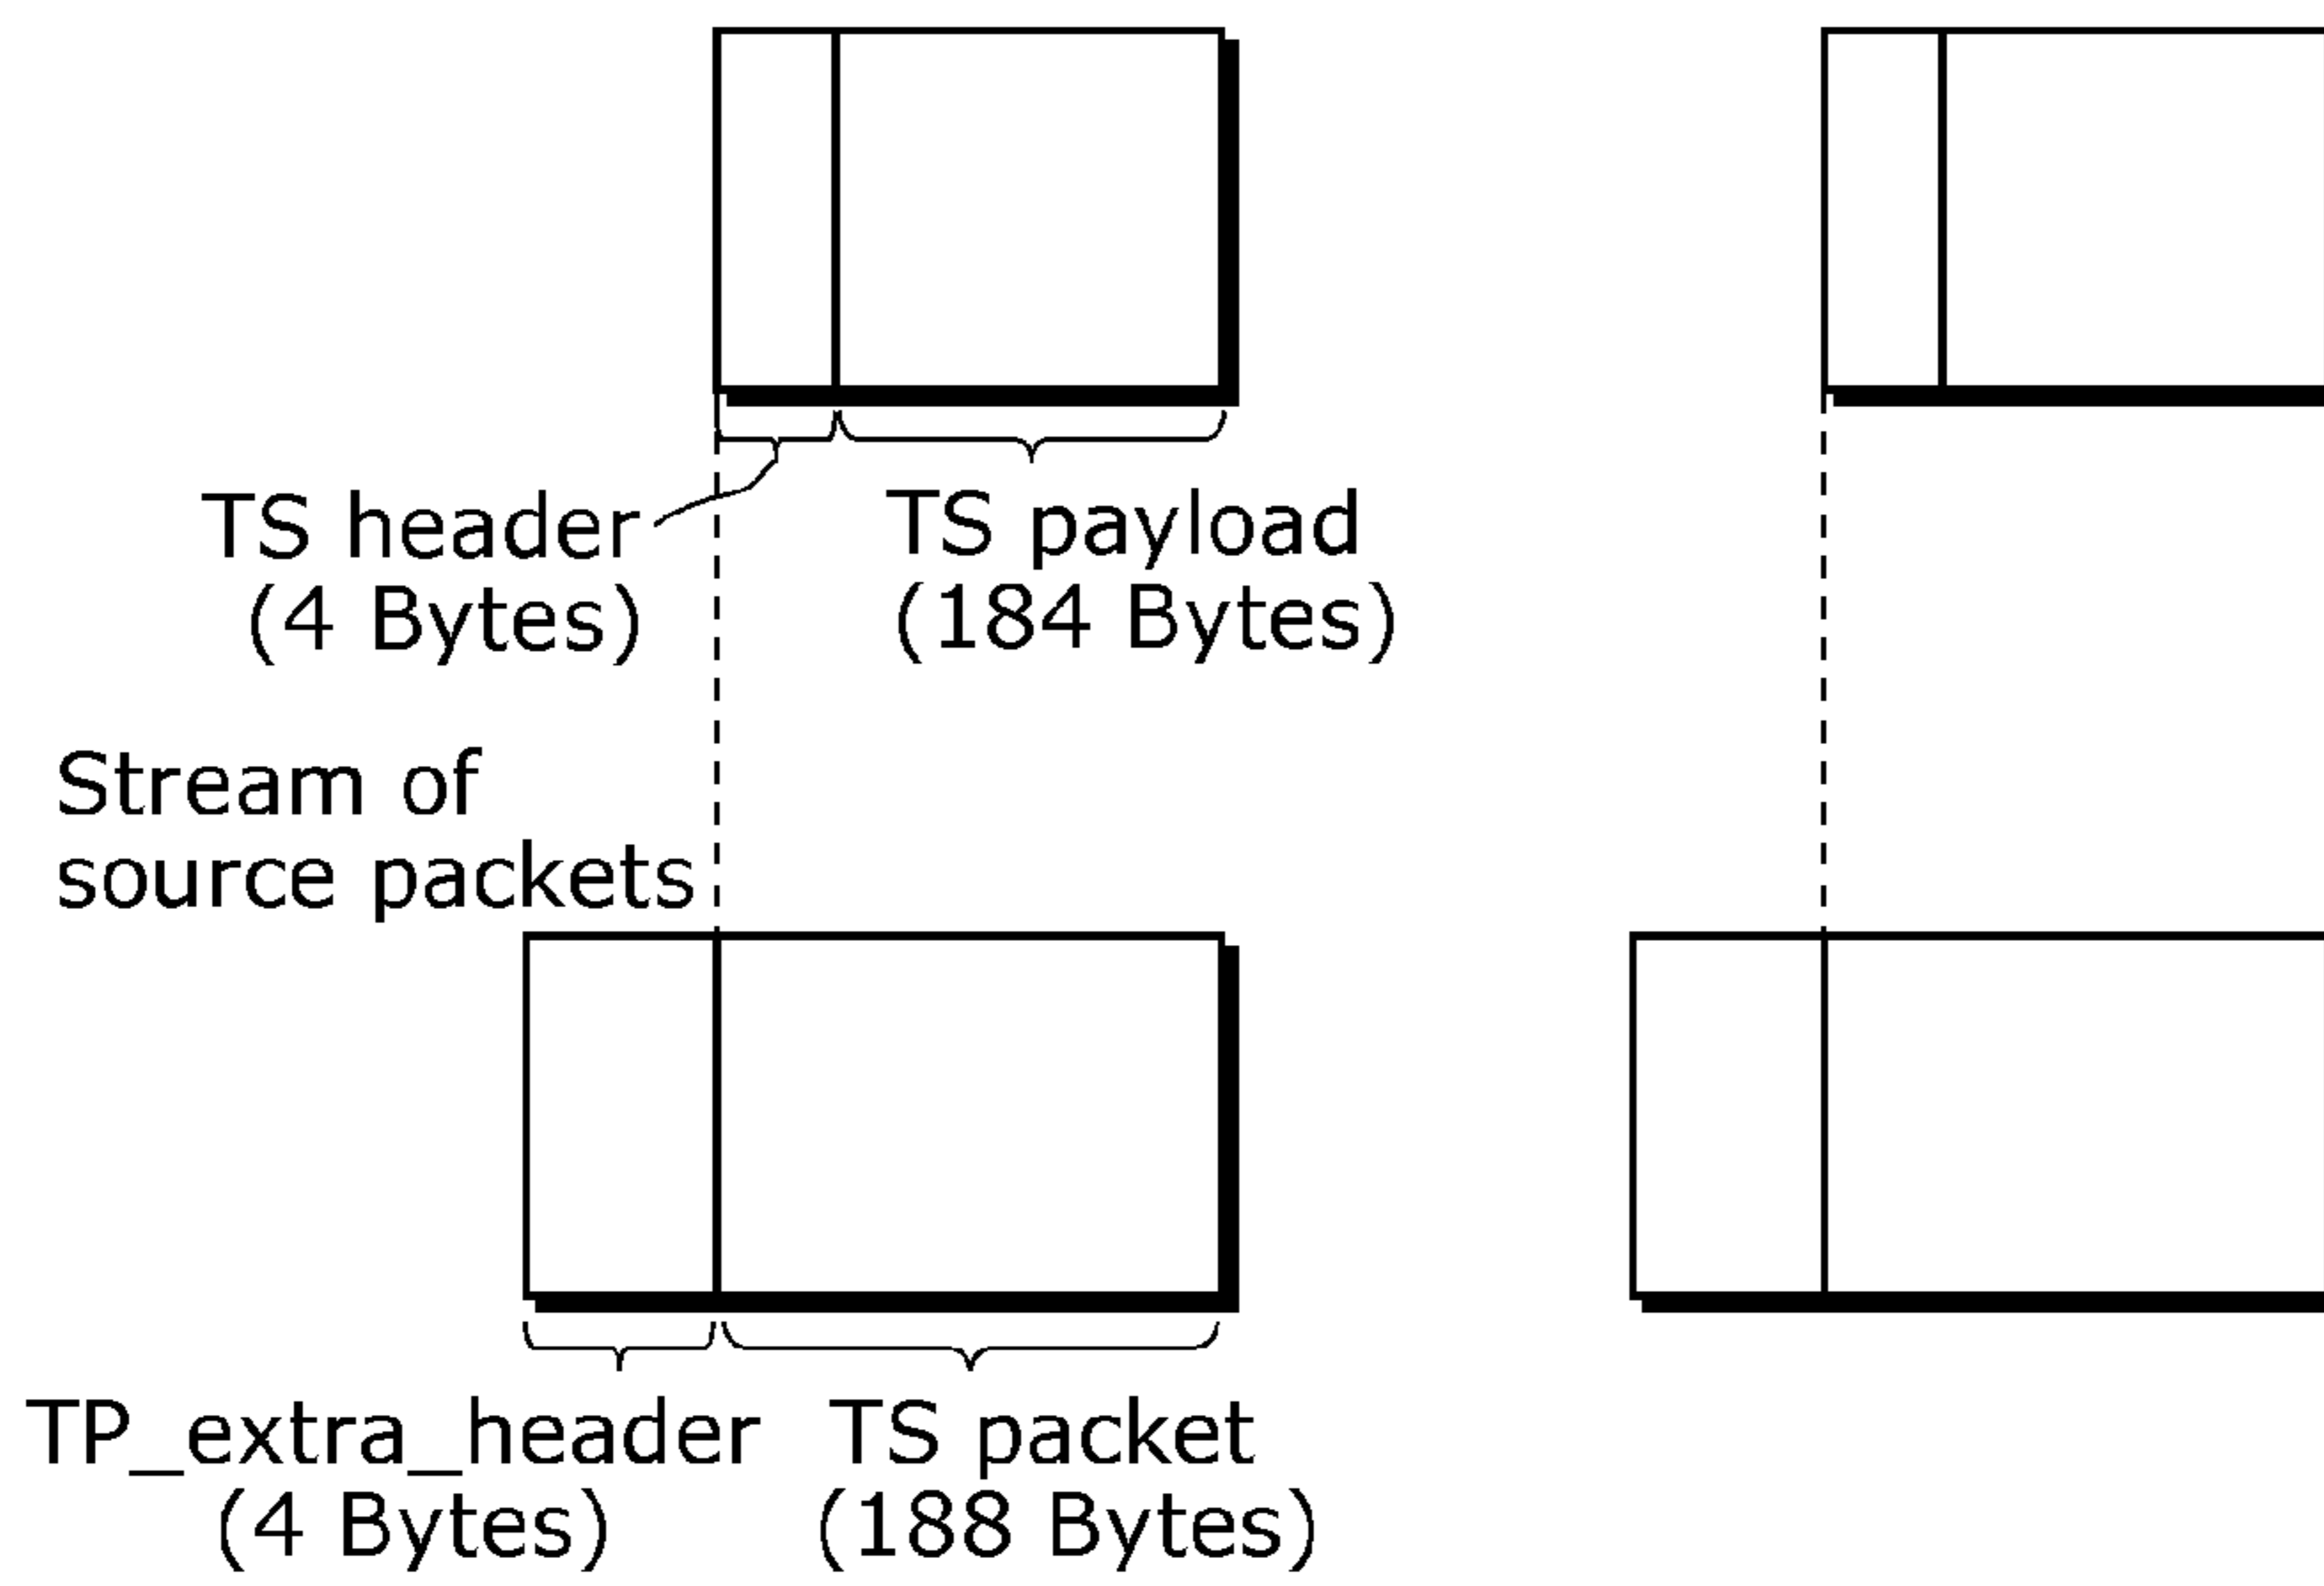 TS header
(4 Bytes)
TS payload
(184 Bytes)
Stream of
source packets
TP_extra_header
(4 Bytes)
TS packet
(188 Bytes)